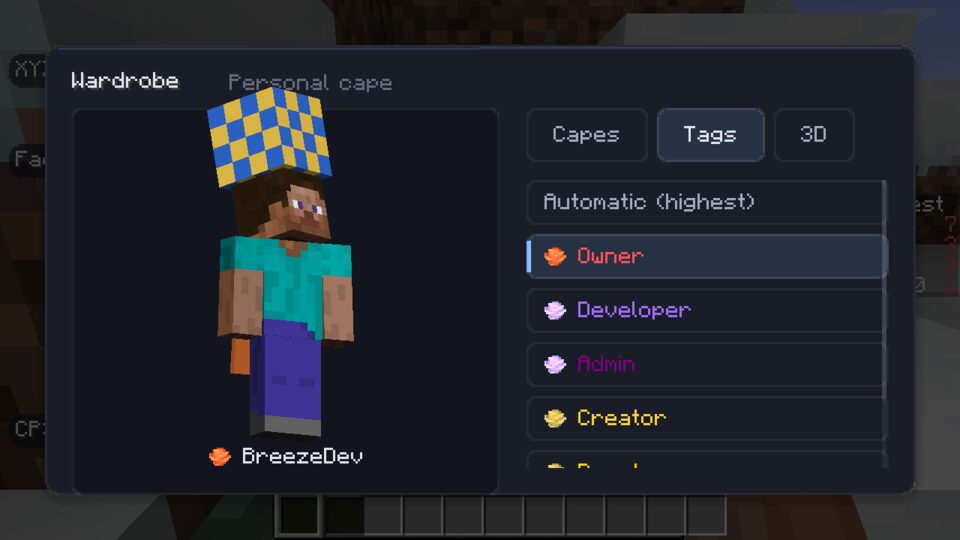 Wardrobe
Personal cape
Capes
Tags
3D
Automatic (highest)
Owner
Developer
Admin
Creator
BreezeDev